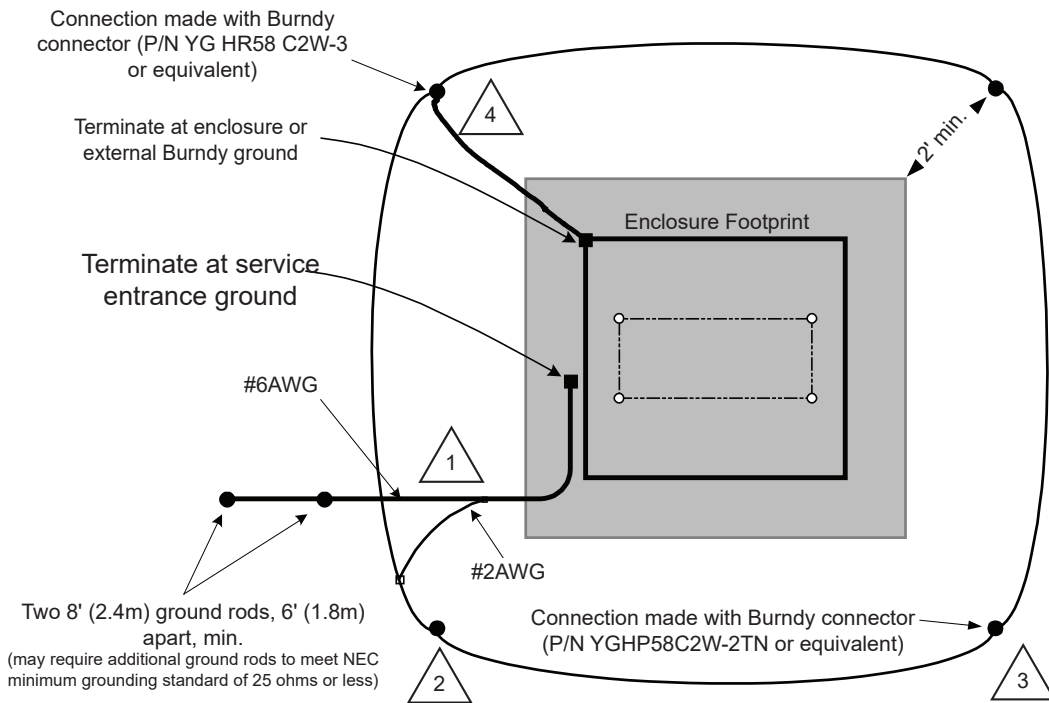 Connection made with Burndy
connector (P/N YG HR58 C2W-3
or equivalent)
4
Terminate at enclosure or
external Burndy ground
2' min.
Enclosure Footprint
Terminate at service
entrance ground
#6AWG
1
#2AWG
Two 8' (2.4m) ground rods, 6' (1.8m)
apart, min.
(may require additional ground rods to meet NEC
minimum grounding standard of 25 ohms or less)
Connection made with Burndy connector
(P/N YGHP58C2W-2TN or equivalent)
2
3